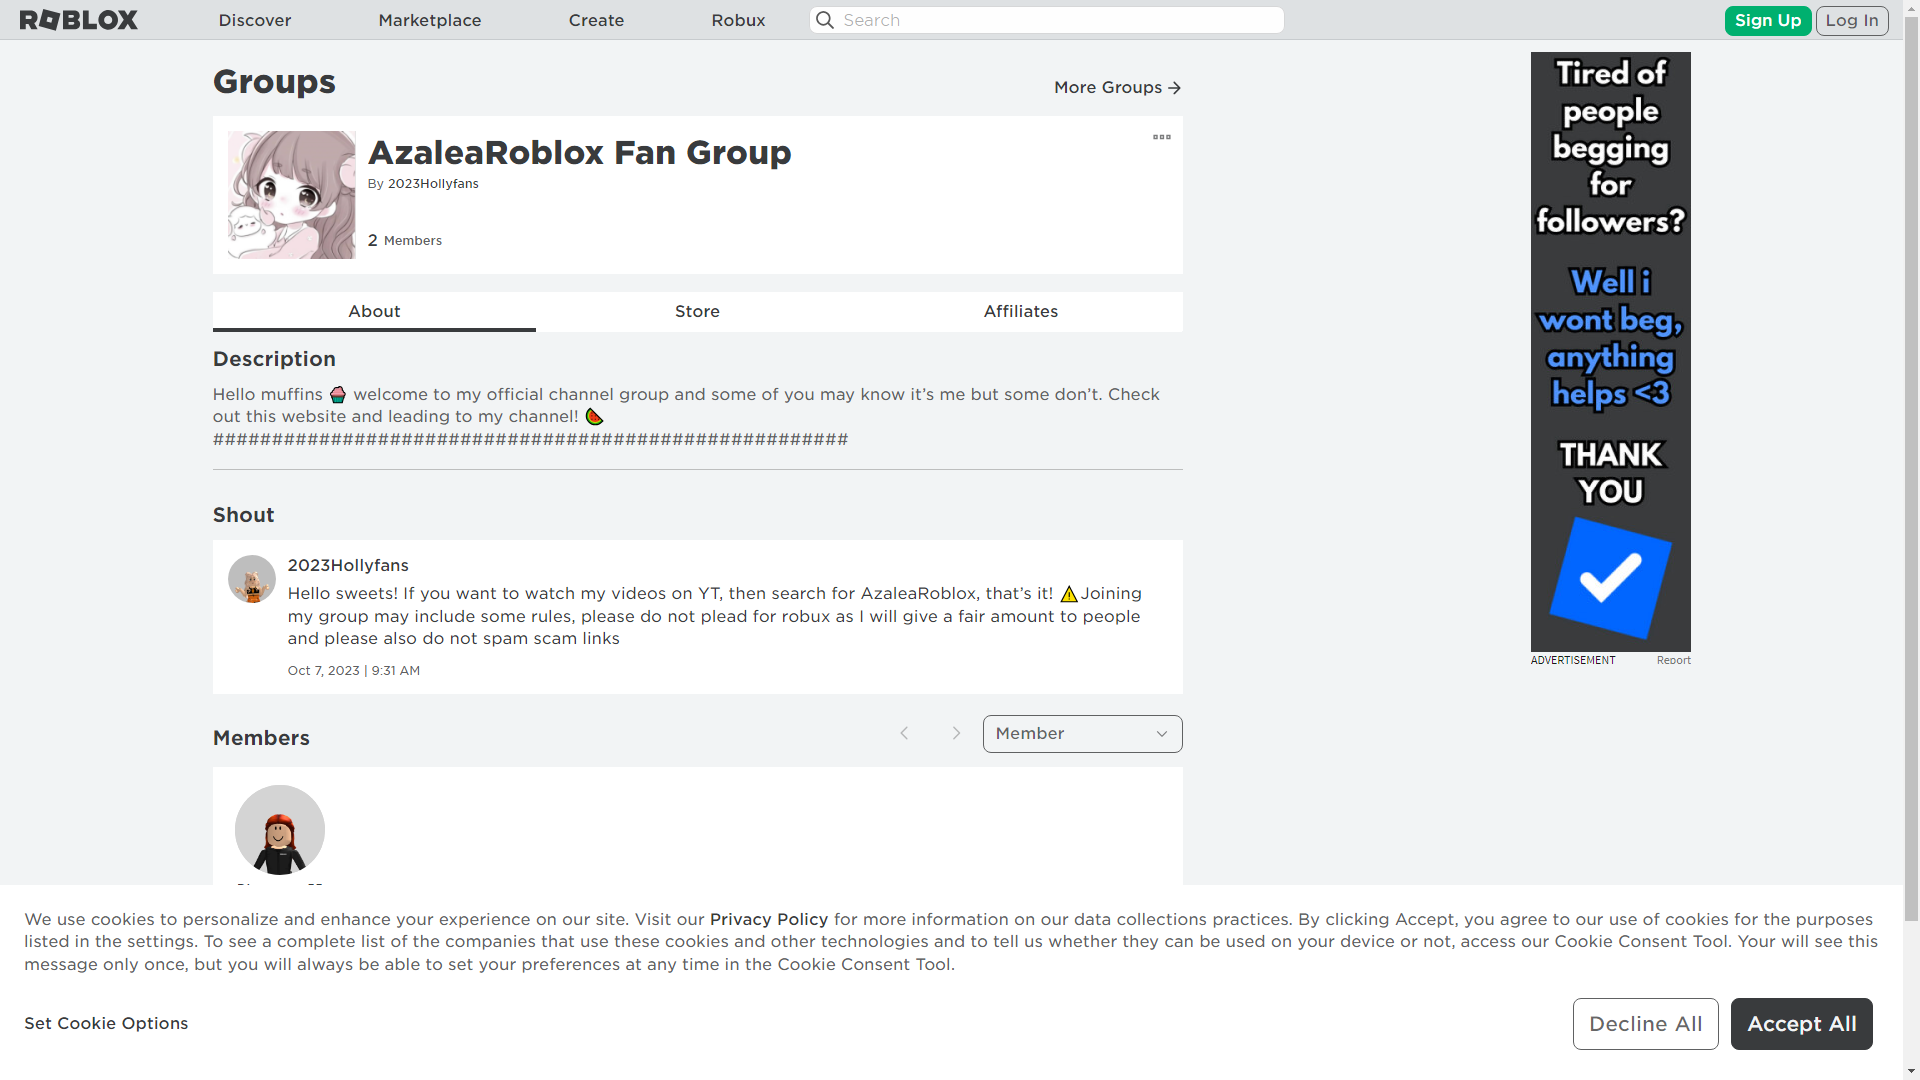 ROBLOX
Discover
Marketplace
Create
Robux
Search
Sign Up
Log In
Groups
More Groups
AzaleaRoblox Fan Group
By 2023Hollyfans
2 Members
About
Store
Affiliates
Description
Hello muffins 🧁 welcome to my official channel group and some of you may know it’s me but some don’t. Check
out this website and leading to my channel! 🍉
######################################################
Shout
2023Hollyfans
Hello sweets! If you want to watch my videos on YT, then search for AzaleaRoblox, that’s it! ⚠️Joining
my group may include some rules, please do not plead for robux as I will give a fair amount to people
and please also do not spam scam links
Oct 7, 2023 | 9:31 AM
Members
Member
Tired of
people
begging
for
followers?
Well i
wont beg,
anything
helps <3
THANK
YOU
ADVERTISEMENT
Report
We use cookies to personalize and enhance your experience on our site. Visit our Privacy Policy for more information on our data collections practices. By clicking Accept, you agree to our use of cookies for the purposes
listed in the settings. To see a complete list of the companies that use these cookies and other technologies and to tell us whether they can be used on your device or not, access our Cookie Consent Tool. Your will see this
message only once, but you will always be able to set your preferences at any time in the Cookie Consent Tool.
Set Cookie Options
Decline All
Accept All